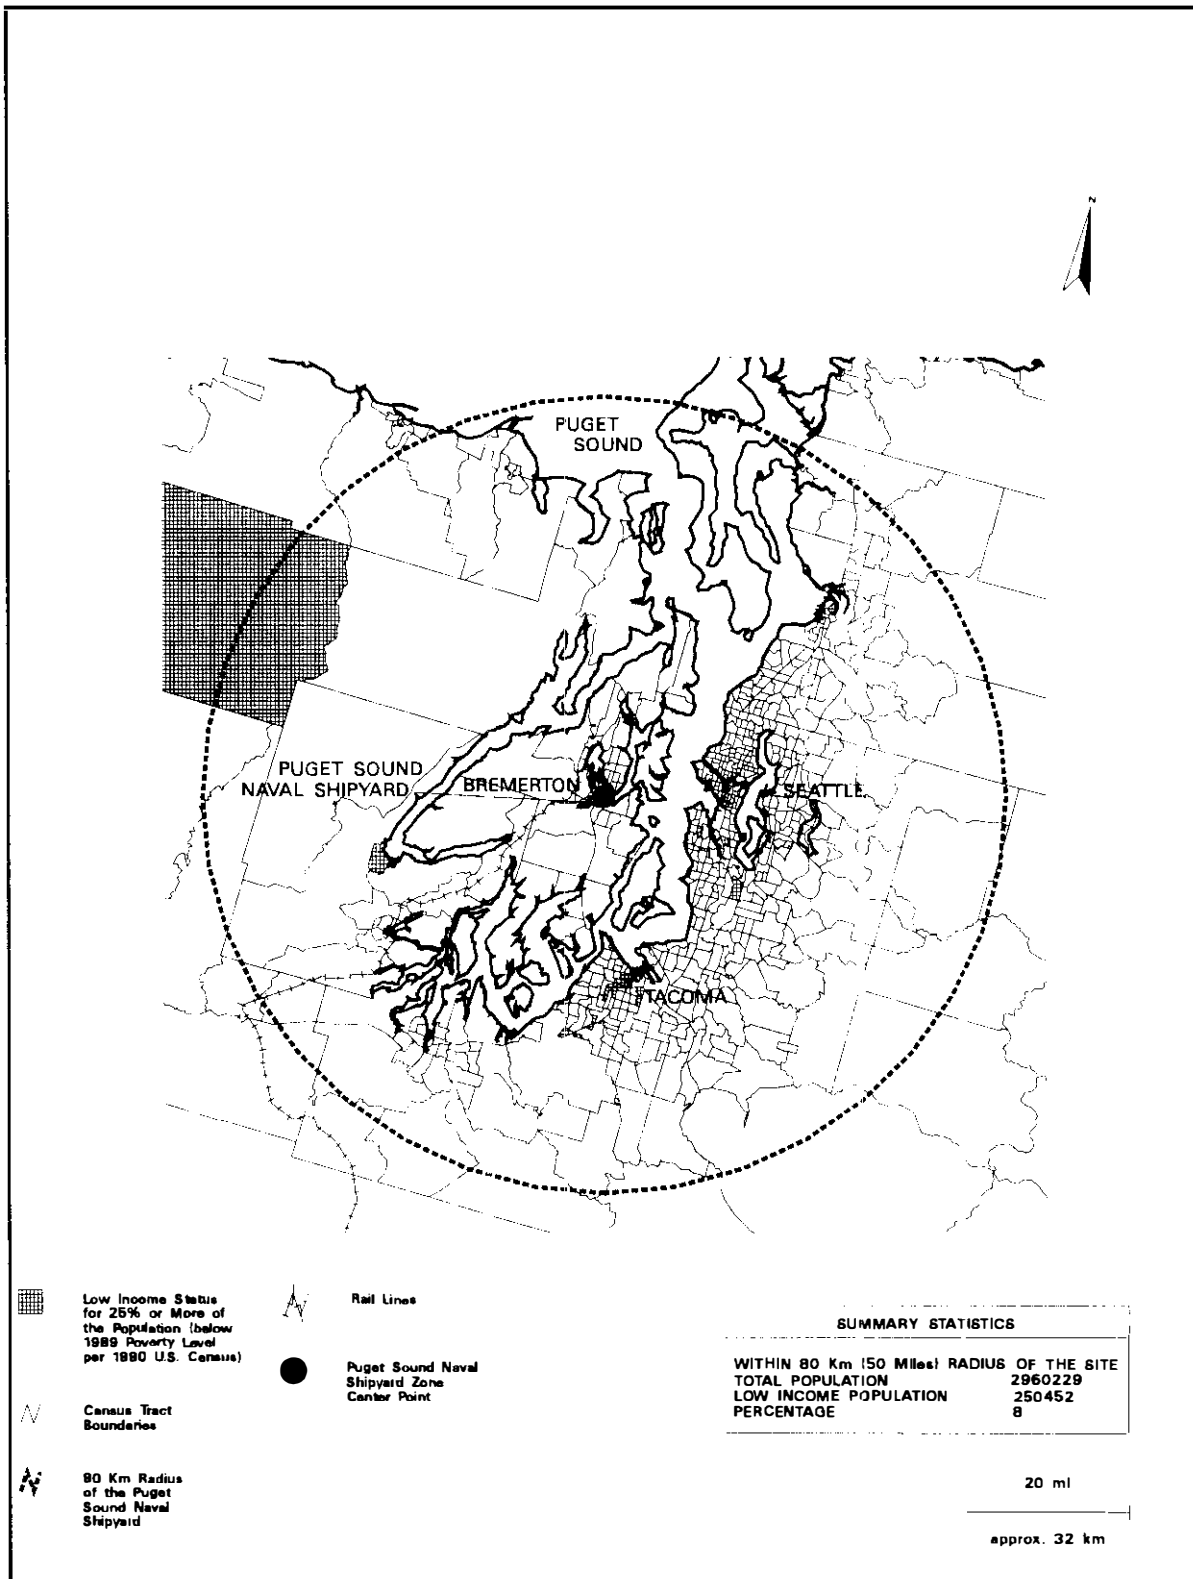 N
PUGET
SOUND
PUGET SOUND
NAVAL SHIPYARD
BREMERTON
SEATTLE
TACOMA
Low Income Status
for 25% or More of
the Population (below
1989 Poverty Level
per 1990 U.S. Census)
Census Tract
Boundaries
80 Km Radius
of the Puget
Sound Naval
Shipyard
Rail Lines
Puget Sound Naval
Shipyard Zone
Center Point
SUMMARY STATISTICS
WITHIN 80 Km (50 Miles) RADIUS OF THE SITE
TOTAL POPULATION 2960229
LOW INCOME POPULATION 250452
PERCENTAGE 8
20 mi
approx. 32 km